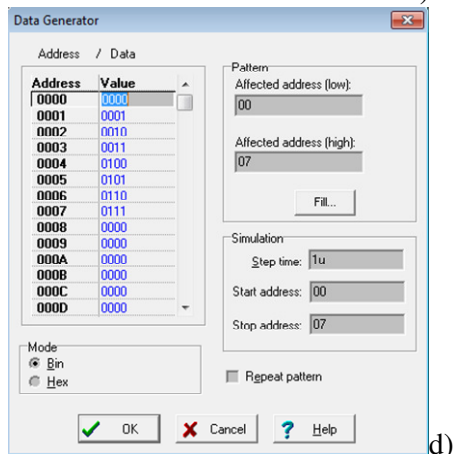 Data Generator
Address / Data
Address Value
0000 0000
0001 0001
0002 0010
0003 0011
0004 0100
0005 0101
0006 0110
0007 0111
0008 0000
0009 0000
000A 0000
000B 0000
000C 0000
000D 0000
Mode
Bin
Hex
Pattern
Affected address (low):
00
Affected address (high):
07
Fill...
Simulation
Step time: 1u
Start address: 00
Stop address: 07
Repeat pattern
OK Cancel ? Help
d)